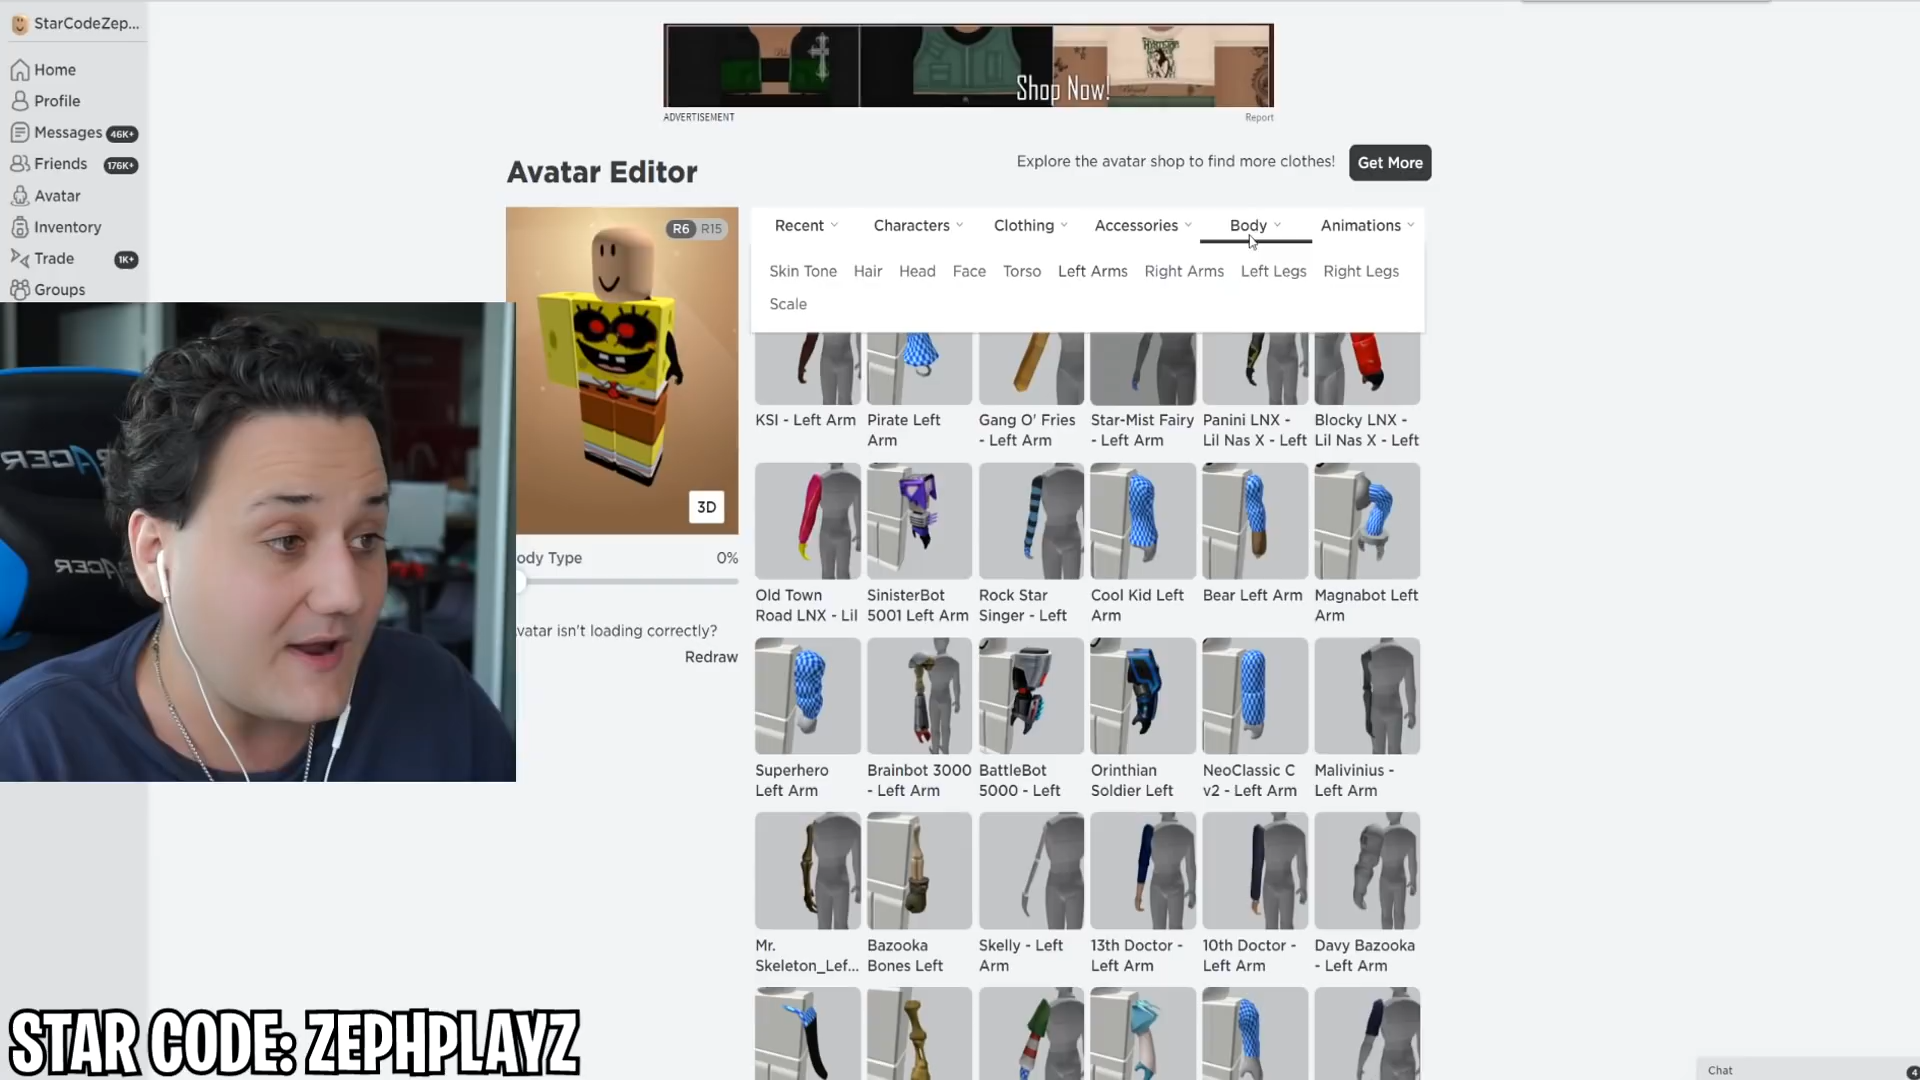 StarCodeZep...
Home
Profile
Messages 46K+
Friends 176K+
Avatar
Inventory
Trade 1K+
Groups
Shop Now!
ADVERTISEMENT
Report
Avatar Editor
Explore the avatar shop to find more clothes!
Get More
R6 R15
3D
ody Type 0%
vatar isn't loading correctly?
Redraw
Recent Characters Clothing Accessories Body Animations
Skin Tone Hair Head Face Torso Left Arms Right Arms Left Legs Right Legs
Scale
KSI - Left Arm
Pirate Left
Arm
Gang O' Fries
- Left Arm
Star-Mist Fairy
- Left Arm
Panini LNX -
Lil Nas X - Left
Blocky LNX -
Lil Nas X - Left
Old Town
Road LNX - Lil
SinisterBot
5001 Left Arm
Rock Star
Singer - Left
Cool Kid Left
Arm
Bear Left Arm
Magnabot Left
Arm
Superhero
Left Arm
Brainbot 3000
- Left Arm
BattleBot
5000 - Left
Orinthian
Soldier Left
NeoClassic C
v2 - Left Arm
Malivinius -
Left Arm
Mr.
Skeleton_Lef...
Bazooka
Bones Left
Skelly - Left
Arm
13th Doctor -
Left Arm
10th Doctor -
Left Arm
Davy Bazooka
- Left Arm
STAR CODE: ZEPHPLAYZ
Chat 4